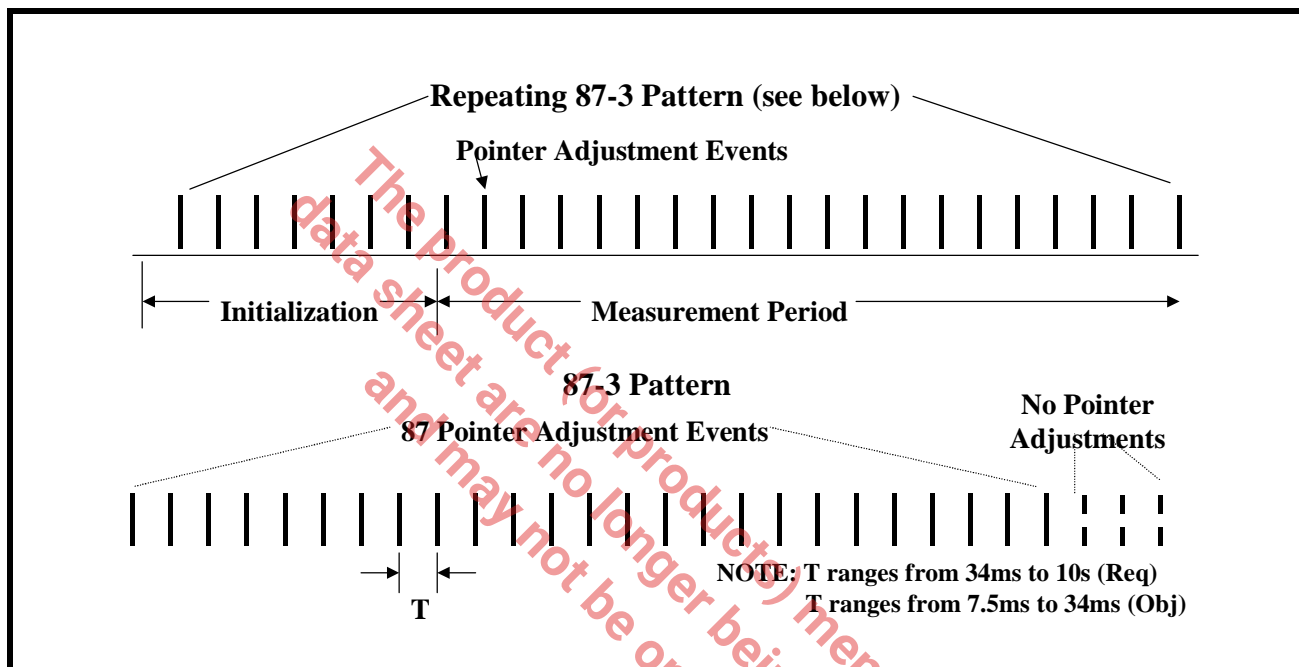 Repeating 87-3 Pattern (see below)
Pointer Adjustment Events
Initialization
Measurement Period
87-3 Pattern
87 Pointer Adjustment Events
No Pointer
Adjustments
T
NOTE: T ranges from 34ms to 10s (Req)
T ranges from 7.5ms to 34ms (Obj)
The product (or products) men
data sheet are no longer bein
and may not be or